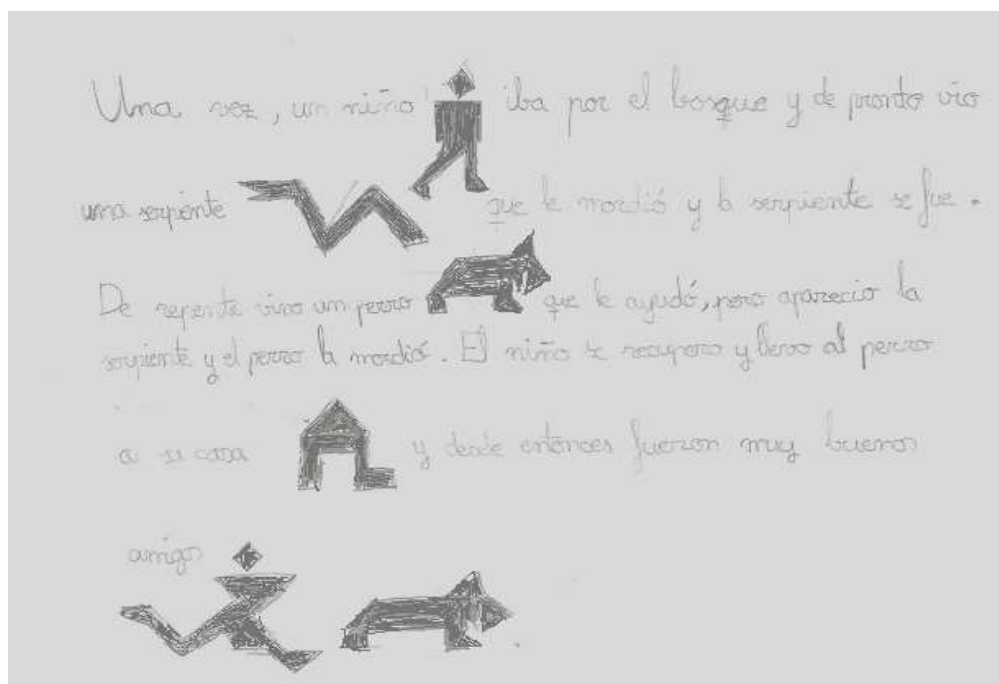 Una vez, un niño iba por el bosque y de pronto vio
una serpiente que le mordió y la serpiente se fue.
De repente vino un perro que le ayudó, pero apareció la
serpiente y el perro la mordió. El niño se recupero y llevo al perro
a su casa y desde entonces fueron muy buenos
amigos .